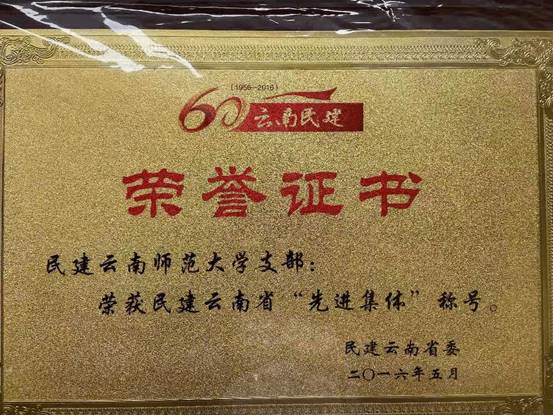 (1956-2016)
60 云南民建
荣誉证书
民建云南师范大学支部：
荣获民建云南省“先进集体”称号。
民建云南省委
二〇一六年五月